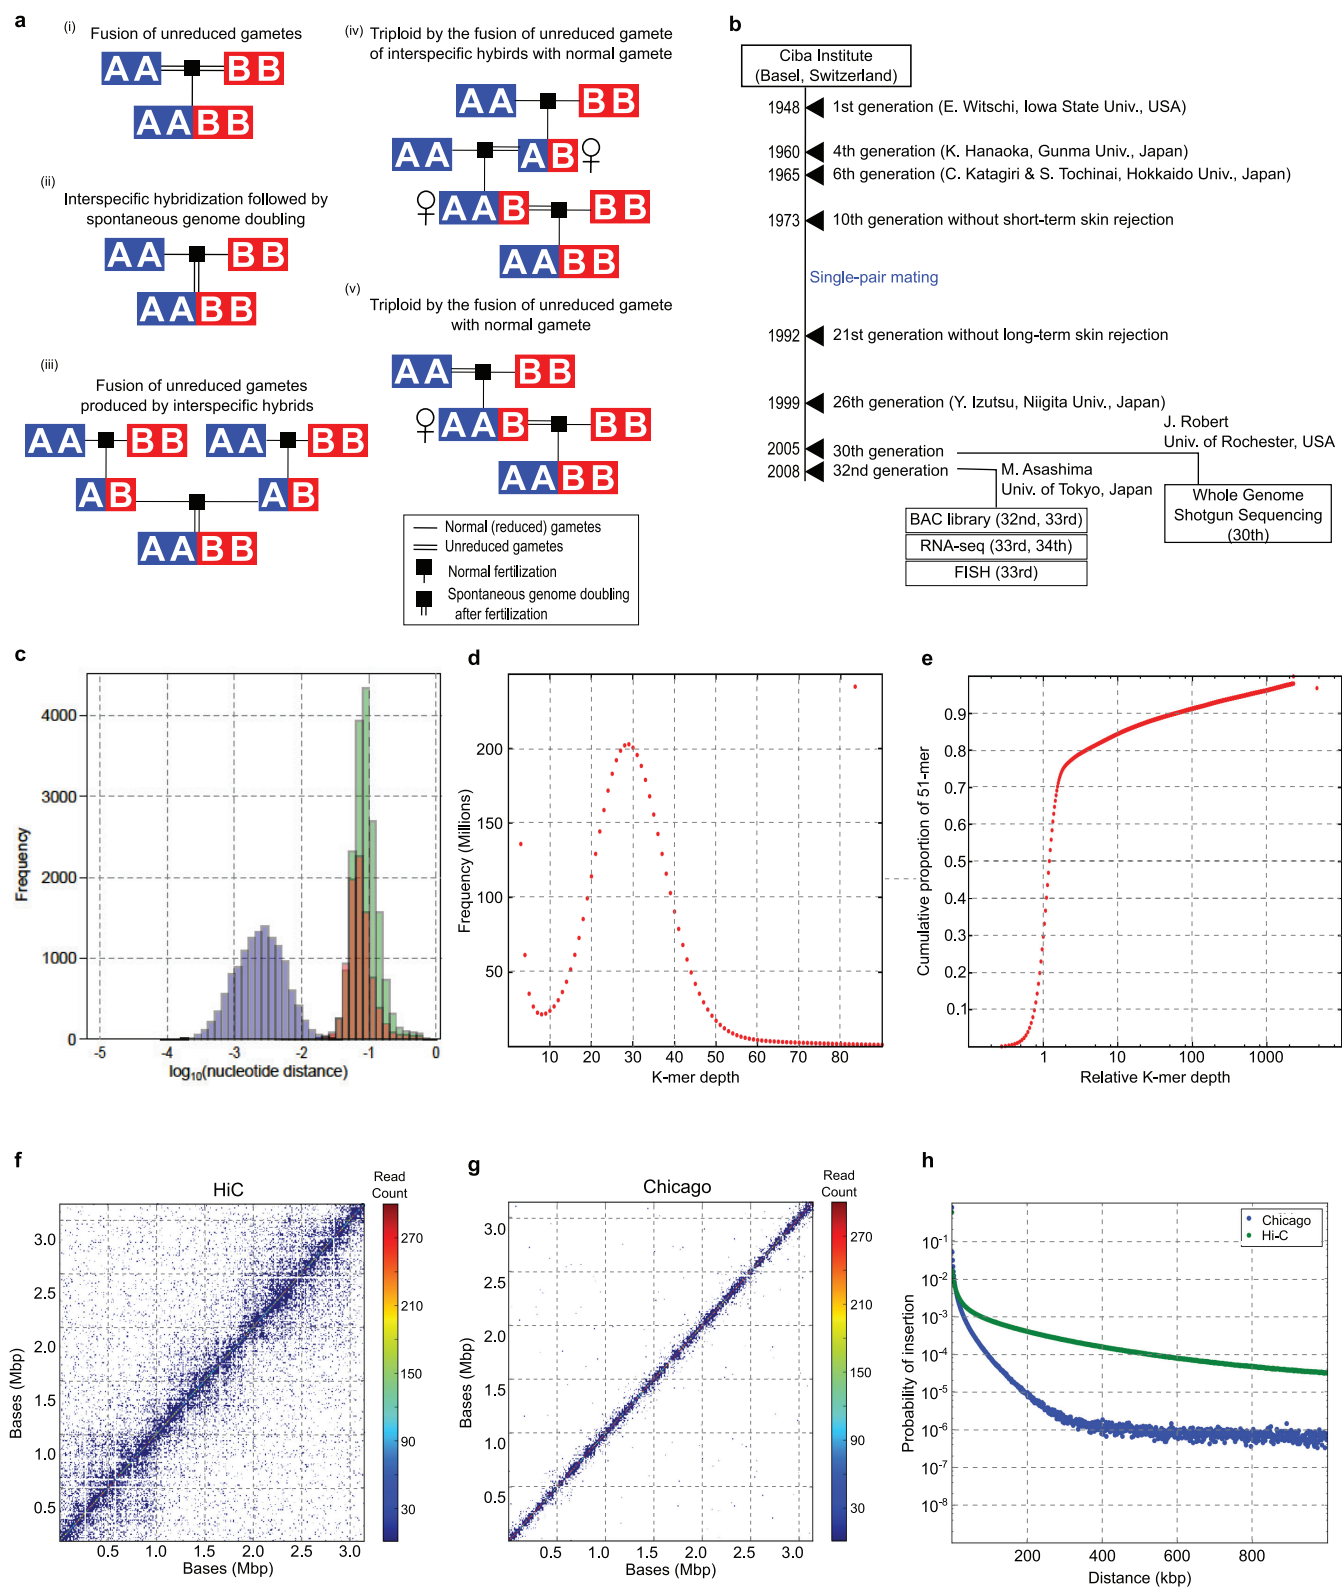 a
(i)
Fusion of unreduced gametes
AA BB
AABB
(ii)
Interspecific hybridization followed by
spontaneous genome doubling
AA BB
AABB
(iii)
Fusion of unreduced gametes
produced by interspecific hybrids
AA BB AA BB
AB AB
AABB
(iv)
Triploid by the fusion of unreduced gamete
of interspecific hybirds with normal gamete
AA BB
AA AB ♀
♀ AAB BB
AABB
(v)
Triploid by the fusion of unreduced gamete
with normal gamete
AA BB
♀ AAB BB
AABB
Normal (reduced) gametes
Unreduced gametes
Normal fertilization
Spontaneous genome doubling
after fertilization
b
Ciba Institute
(Basel, Switzerland)
1948 1st generation (E. Witschi, Iowa State Univ., USA)
1960 4th generation (K. Hanaoka, Gunma Univ., Japan)
1965 6th generation (C. Katagiri & S. Tochinai, Hokkaido Univ., Japan)
1973 10th generation without short-term skin rejection
Single-pair mating
1992 21st generation without long-term skin rejection
1999 26th generation (Y. Izutsu, Niigita Univ., Japan)
J. Robert
Univ. of Rochester, USA
2005 30th generation
2008 32nd generation
M. Asashima
Univ. of Tokyo, Japan
BAC library (32nd, 33rd)
RNA-seq (33rd, 34th)
FISH (33rd)
Whole Genome
Shotgun Sequencing
(30th)
c
Frequency
4000
3000
2000
1000
0
-5 -4 -3 -2 -1 0
log10(nucleotide distance)
d
Frequency (Millions)
200
150
100
50
10 20 30 40 50 60 70 80
K-mer depth
e
Cumulative proportion of 51-mer
0.9
0.8
0.7
0.6
0.5
0.4
0.3
0.2
0.1
1 10 100 1000
Relative K-mer depth
f
HiC
Read
Count
270
210
150
90
30
Bases (Mbp)
3.0
2.5
2.0
1.5
1.0
0.5
0.5 1.0 1.5 2.0 2.5 3.0
Bases (Mbp)
g
Chicago
Read
Count
270
210
150
90
30
Bases (Mbp)
3.0
2.5
2.0
1.5
1.0
0.5
0.5 1.0 1.5 2.0 2.5 3.0
Bases (Mbp)
h
Chicago
Hi-C
Probability of insertion
10-1
10-2
10-3
10-4
10-5
10-6
10-7
10-8
200 400 600 800
Distance (kbp)